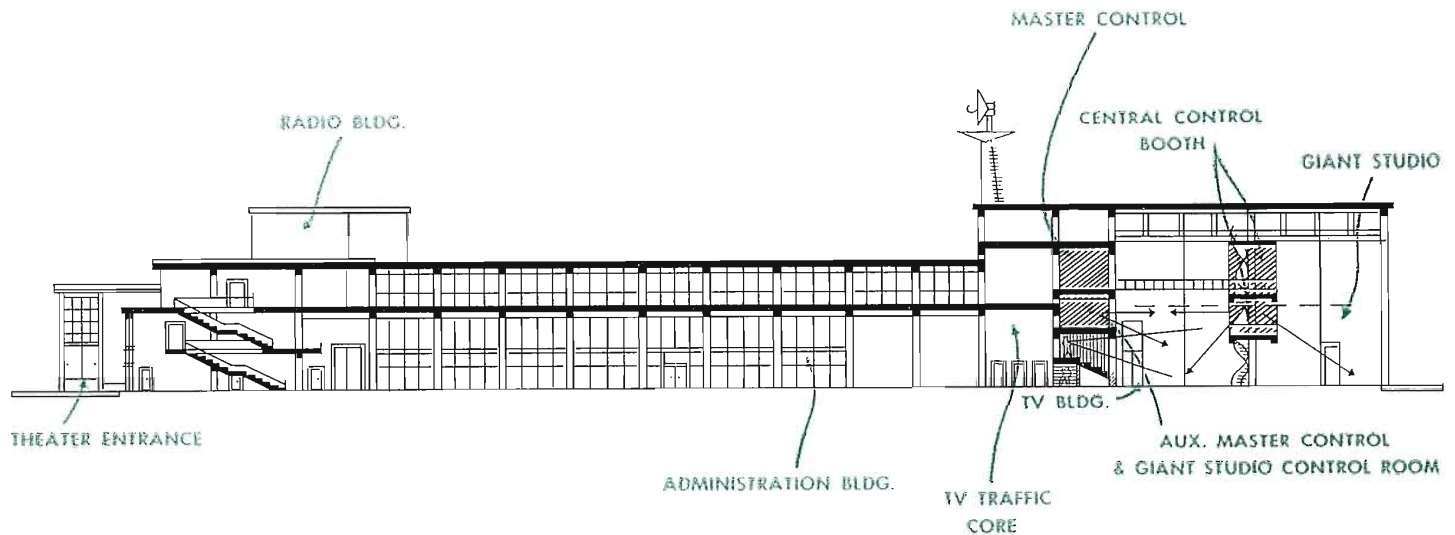 MASTER CONTROL
RADIO BLDG.
CENTRAL CONTROL
BOOTH
GIANT STUDIO
TV BLDG.
THEATER ENTRANCE
AUX. MASTER CONTROL
& GIANT STUDIO CONTROL ROOM
ADMINISTRATION BLDG.
TV TRAFFIC
CORE